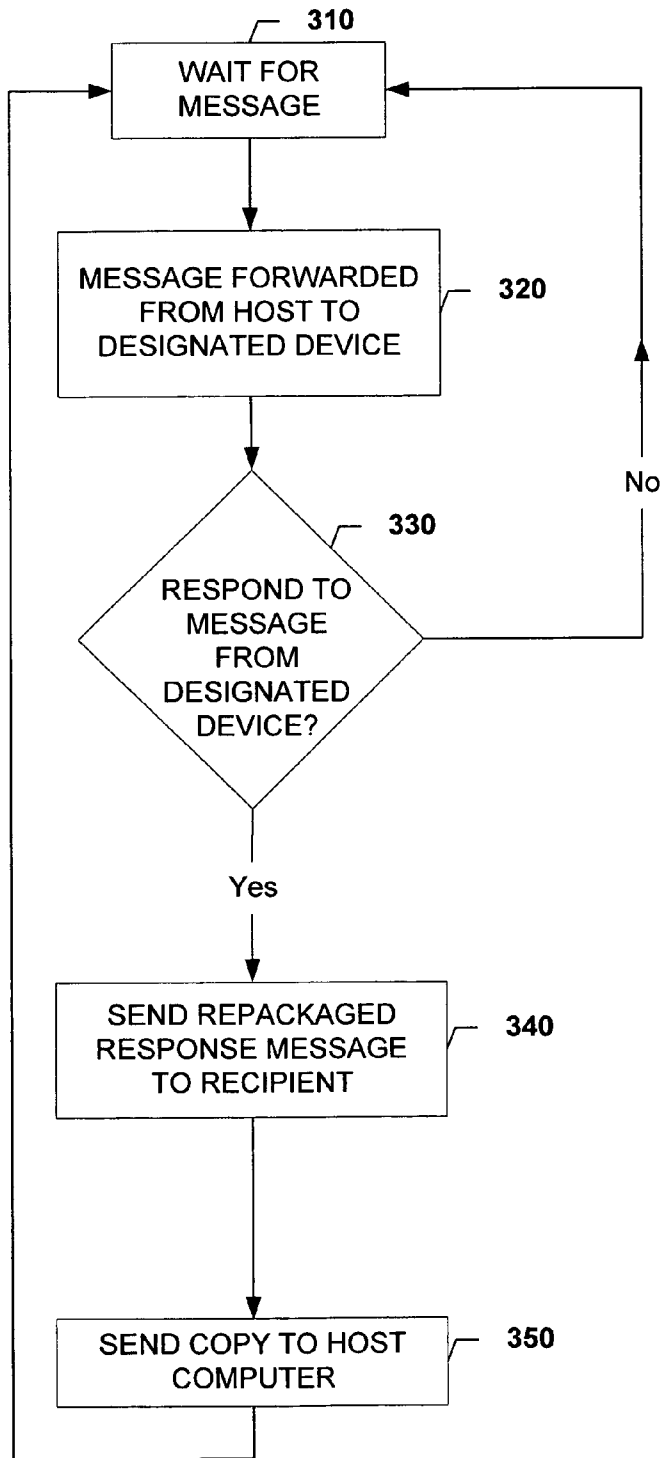 310
WAIT FOR
MESSAGE
MESSAGE FORWARDED
FROM HOST TO
DESIGNATED DEVICE
320
No
330
RESPOND TO
MESSAGE
FROM
DESIGNATED
DEVICE?
Yes
SEND REPACKAGED
RESPONSE MESSAGE
TO RECIPIENT
340
SEND COPY TO HOST
COMPUTER
350